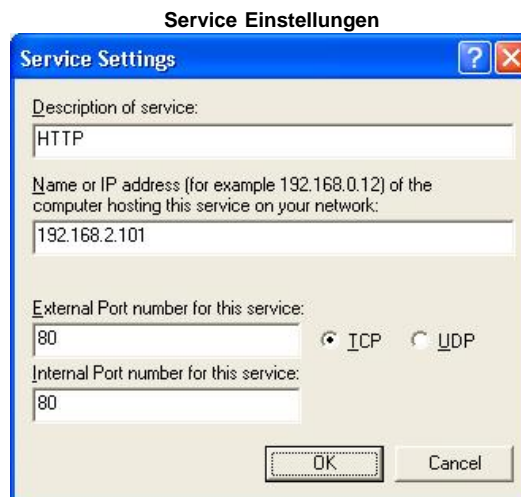 Service Einstellungen
Service Settings
?
X
Description of service:
HTTP
Name or IP address (for example 192.168.0.12) of the
computer hosting this service on your network:
192.168.2.101
External Port number for this service:
80
TCP
UDP
Internal Port number for this service:
80
OK
Cancel